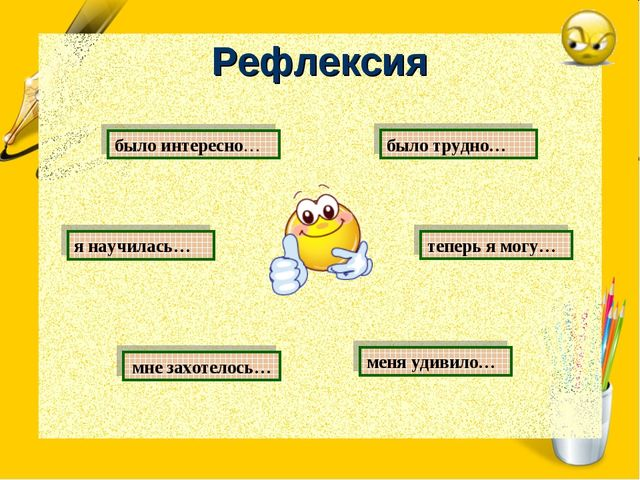 Рефлексия
было интересно…
было трудно…
я научилась…
теперь я могу…
мне захотелось…
меня удивило…